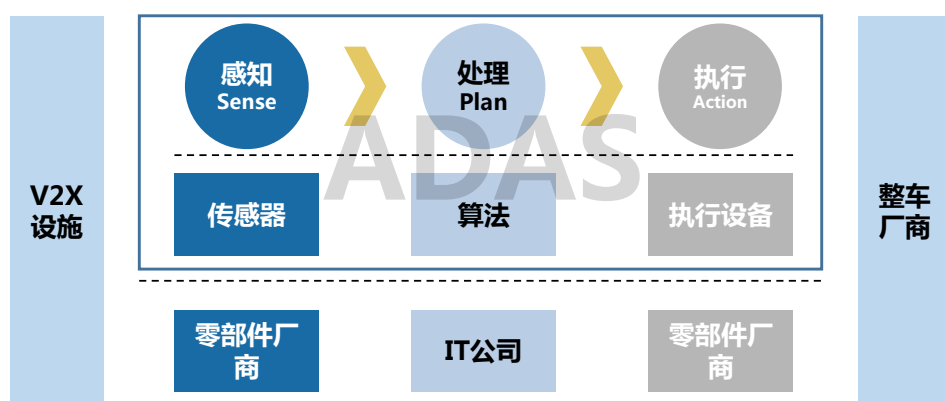 感知
Sense
处理
Plan
执行
Action
ADAS
V2X
设施
传感器
算法
执行设备
整车
厂商
零部件厂
商
IT公司
零部件厂
商